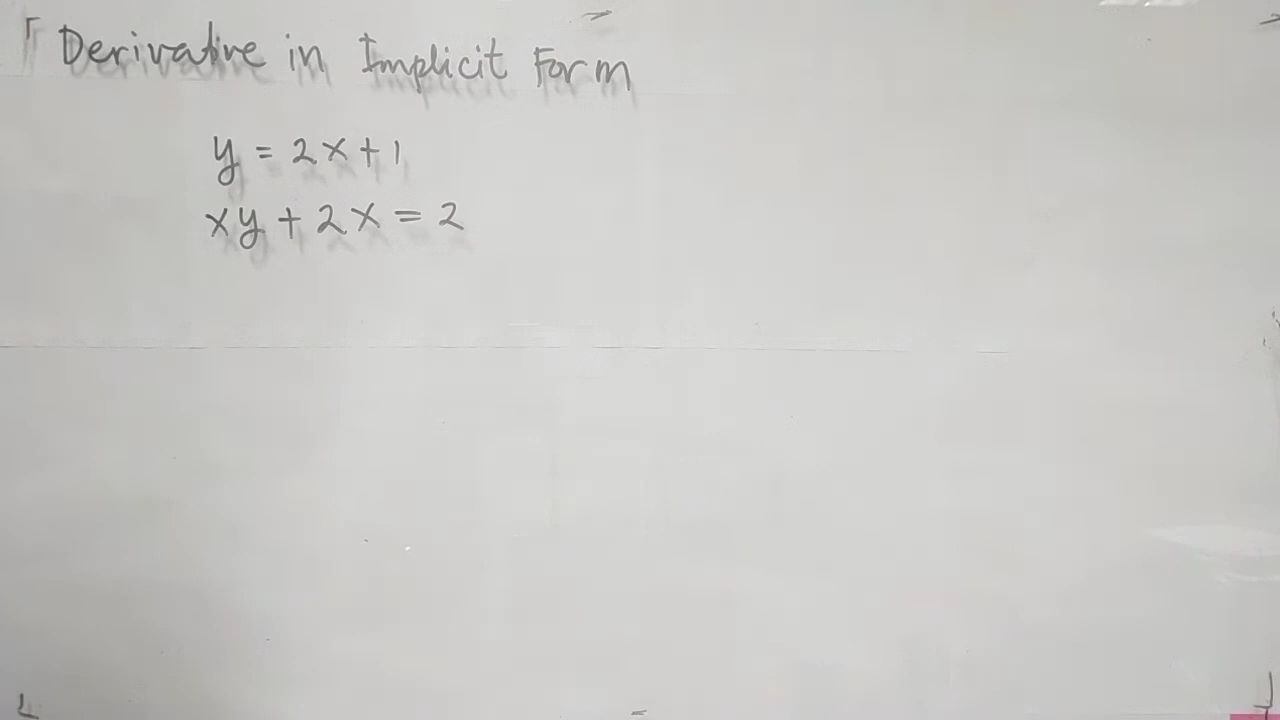 Derivative in Implicit Form
y = 2x + 1
xy + 2x = 2